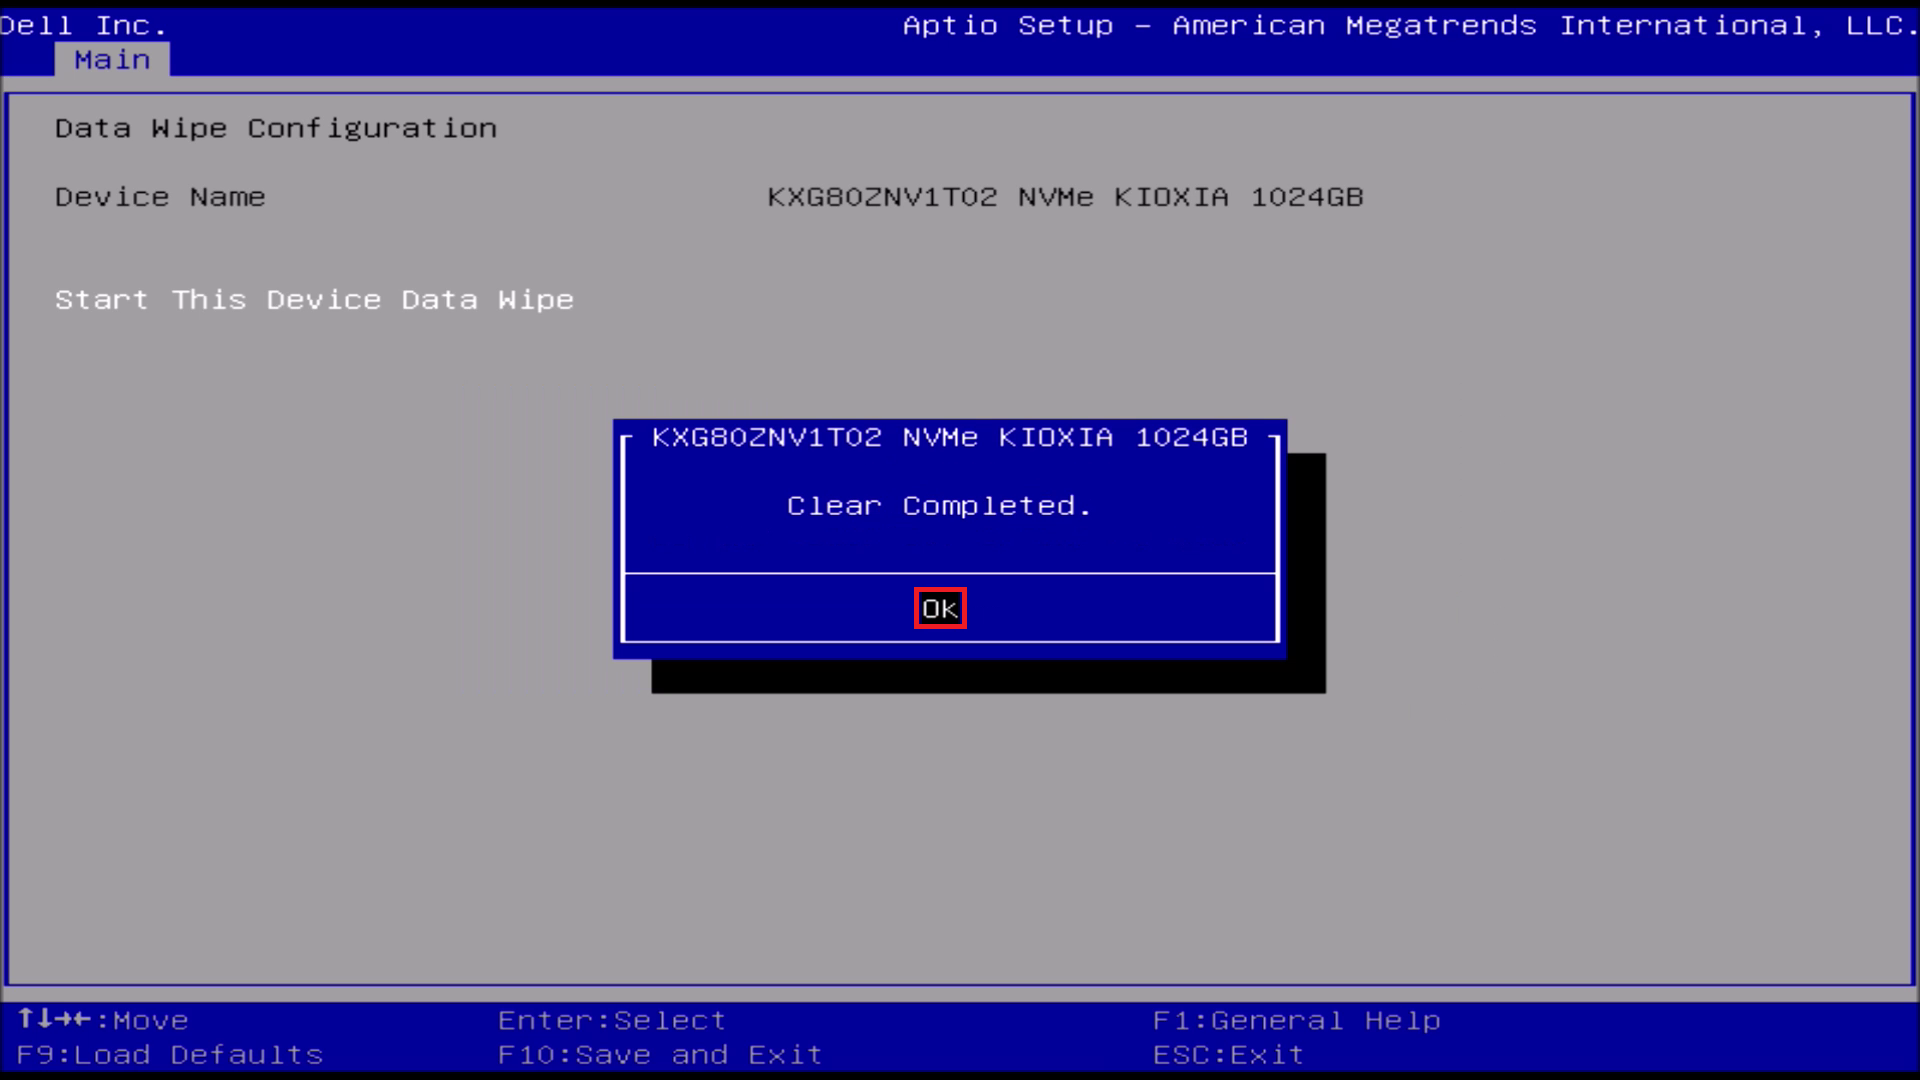 Dell Inc.
Aptio Setup - American Megatrends International, LLC.
Main
Data Wipe Configuration
Device Name KXG80ZNV1T02 NVMe KIOXIA 1024GB
Start This Device Data Wipe
KXG80ZNV1T02 NVMe KIOXIA 1024GB
Clear Completed.
Ok
↑↓→←:Move Enter:Select F1:General Help
F9:Load Defaults F10:Save and Exit ESC:Exit